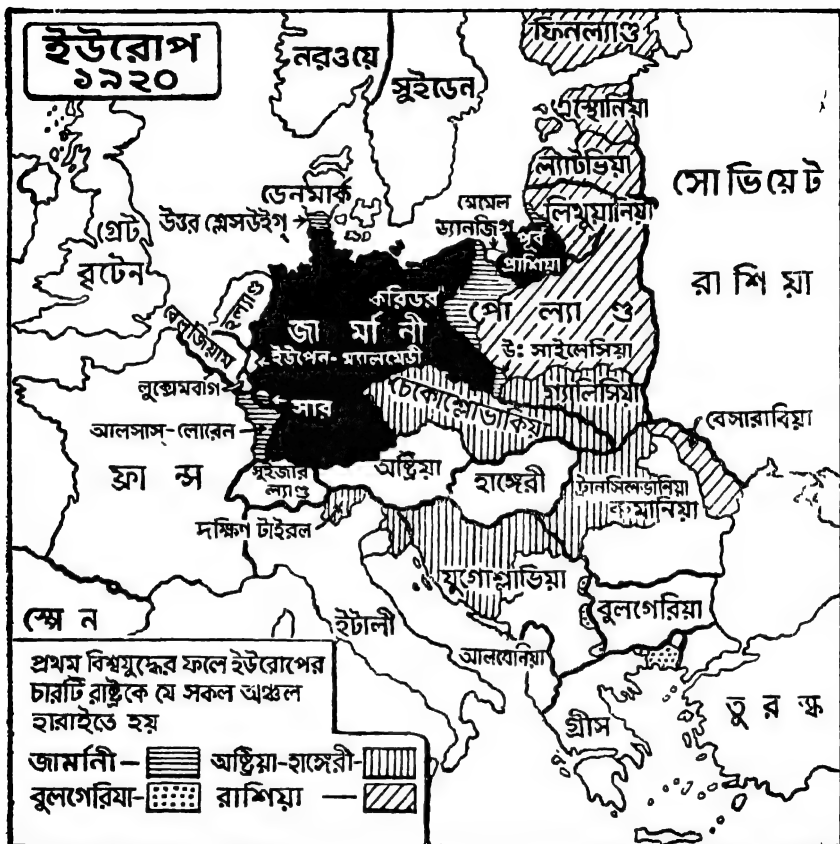 ইউরোপ
১৯২০
নরওয়ে
সুইডেন
ফিনল্যাণ্ড
এস্থোনিয়া
ল্যাটভিয়া
লিথুয়ানিয়া
সোভিয়েট
রাশিয়া
ডেনমার্ক
উত্তর শ্লেসউইগ্
মেমেল
ড্যানজিগ্
পূর্ব
প্রাশিয়া
গ্রেট
বৃটেন
হল্যাণ্ড
বেলজিয়াম
করিডর
জার্মানী
পোল্যাণ্ড
ইউপেন-ম্যালমেডী
উঃ সাইলেসিয়া
গ্যালিসিয়া
লুক্সেমবার্গ
সার
চেকোশ্লোভাকিয়া
বেসারাবিয়া
আলসাস-লোরেন
ফ্রান্স
সুইজার
ল্যাণ্ড
অষ্ট্রিয়া
হাঙ্গেরী
ট্রানসিলভানিয়া
রুমানিয়া
দক্ষিণ টাইরল
যুগোশ্লাভিয়া
স্পেন
ইটালী
বুলগেরিয়া
আলবেনিয়া
গ্রীস
তুরস্ক
প্রথম বিশ্বযুদ্ধের ফলে ইউরোপের
চারটি রাষ্ট্রকে যে সকল অঞ্চল
হারাইতে হয়
জার্মানী- অষ্ট্রিয়া-হাঙ্গেরী-
বুলগেরিয়া- রাশিয়া —